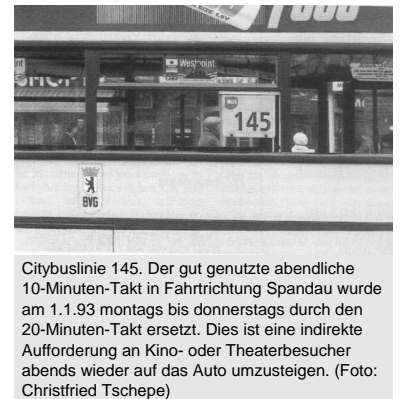 Westpoint
BUS
145
BVG
Citybuslinie 145. Der gut genutzte abendliche
10-Minuten-Takt in Fahrtrichtung Spandau wurde
am 1.1.93 montags bis donnerstags durch den
20-Minuten-Takt ersetzt. Dies ist eine indirekte
Aufforderung an Kino- oder Theaterbesucher
abends wieder auf das Auto umzusteigen. (Foto:
Christfried Tschepe)